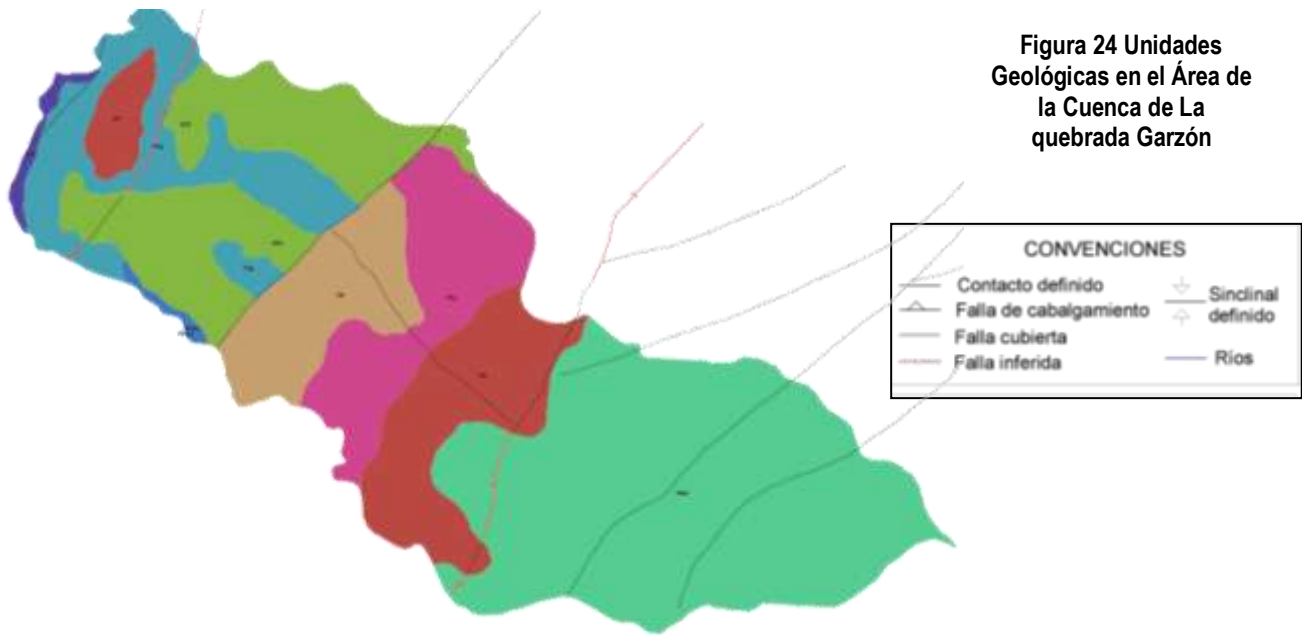 Figura 24 Unidades
Geológicas en el Área de
la Cuenca de La
quebrada Garzón
CONVENCIONES
Contacto definido
Falla de cabalgamiento
Falla cubierta
Falla inferida
Sinclinal
definido
Ríos